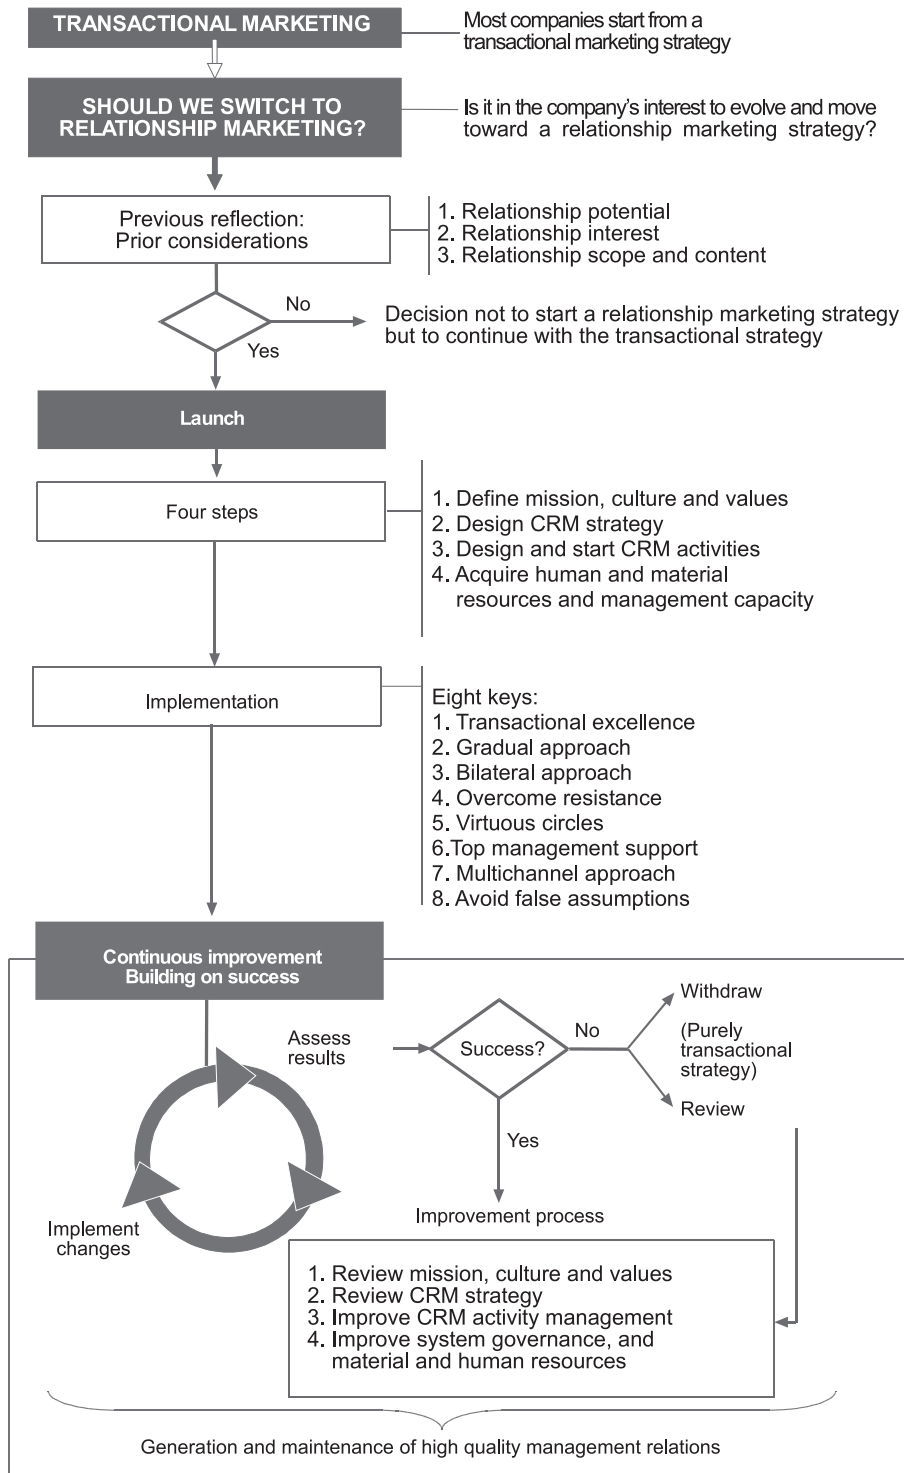 TRANSACTIONAL MARKETING
Most companies start from a
transactional marketing strategy
SHOULD WE SWITCH TO
RELATIONSHIP MARKETING?
Is it in the company's interest to evolve and move
toward a relationship marketing strategy?
Previous reflection:
Prior considerations
1. Relationship potential
2. Relationship interest
3. Relationship scope and content
No
Decision not to start a relationship marketing strategy
but to continue with the transactional strategy
Yes
Launch
Four steps
1. Define mission, culture and values
2. Design CRM strategy
3. Design and start CRM activities
4. Acquire human and material
resources and management capacity
Implementation
Eight keys:
1. Transactional excellence
2. Gradual approach
3. Bilateral approach
4. Overcome resistance
5. Virtuous circles
6.Top management support
7. Multichannel approach
8. Avoid false assumptions
Continuous improvement
Building on success
Assess
results
Success?
No
Withdraw
(Purely
transactional
strategy)
Review
Yes
Improvement process
Implement
changes
1. Review mission, culture and values
2. Review CRM strategy
3. Improve CRM activity management
4. Improve system governance, and
material and human resources
Generation and maintenance of high quality management relations